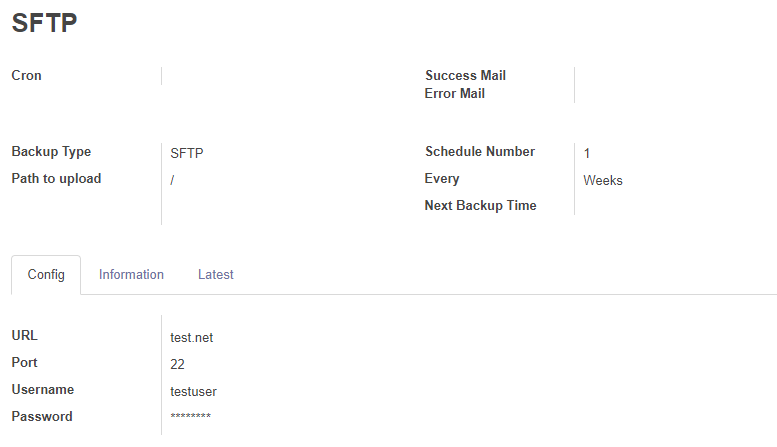 SFTP
Cron
Success Mail
Error Mail
Backup Type SFTP
Schedule Number 1
Path to upload /
Every Weeks
Next Backup Time
Config Information Latest
URL test.net
Port 22
Username testuser
Password ********